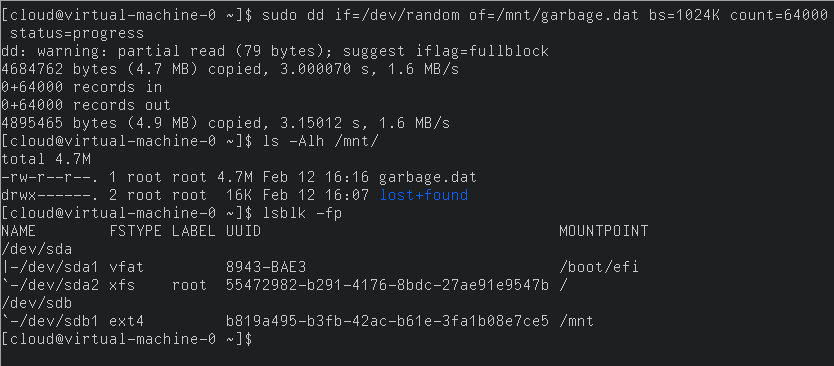 [cloud@virtual-machine-0 ~]$ sudo dd if=/dev/random of=/mnt/garbage.dat bs=1024K count=64000
 status=progress
dd: warning: partial read (79 bytes); suggest iflag=fullblock
4684762 bytes (4.7 MB) copied, 3.000070 s, 1.6 MB/s
0+64000 records in
0+64000 records out
4895465 bytes (4.9 MB) copied, 3.15012 s, 1.6 MB/s
[cloud@virtual-machine-0 ~]$ ls -Alh /mnt/
total 4.7M
-rw-r--r--. 1 root root 4.7M Feb 12 16:16 garbage.dat
drwx------. 2 root root  16K Feb 12 16:07 lost+found
[cloud@virtual-machine-0 ~]$ lsblk -fp
NAME        FSTYPE LABEL UUID                                 MOUNTPOINT
/dev/sda
|-/dev/sda1 vfat         8943-BAE3                            /boot/efi
`-/dev/sda2 xfs    root  55472982-b291-4176-8bdc-27ae91e9547b /
/dev/sdb
`-/dev/sdb1 ext4         b819a495-b3fb-42ac-b61e-3fa1b08e7ce5 /mnt
[cloud@virtual-machine-0 ~]$